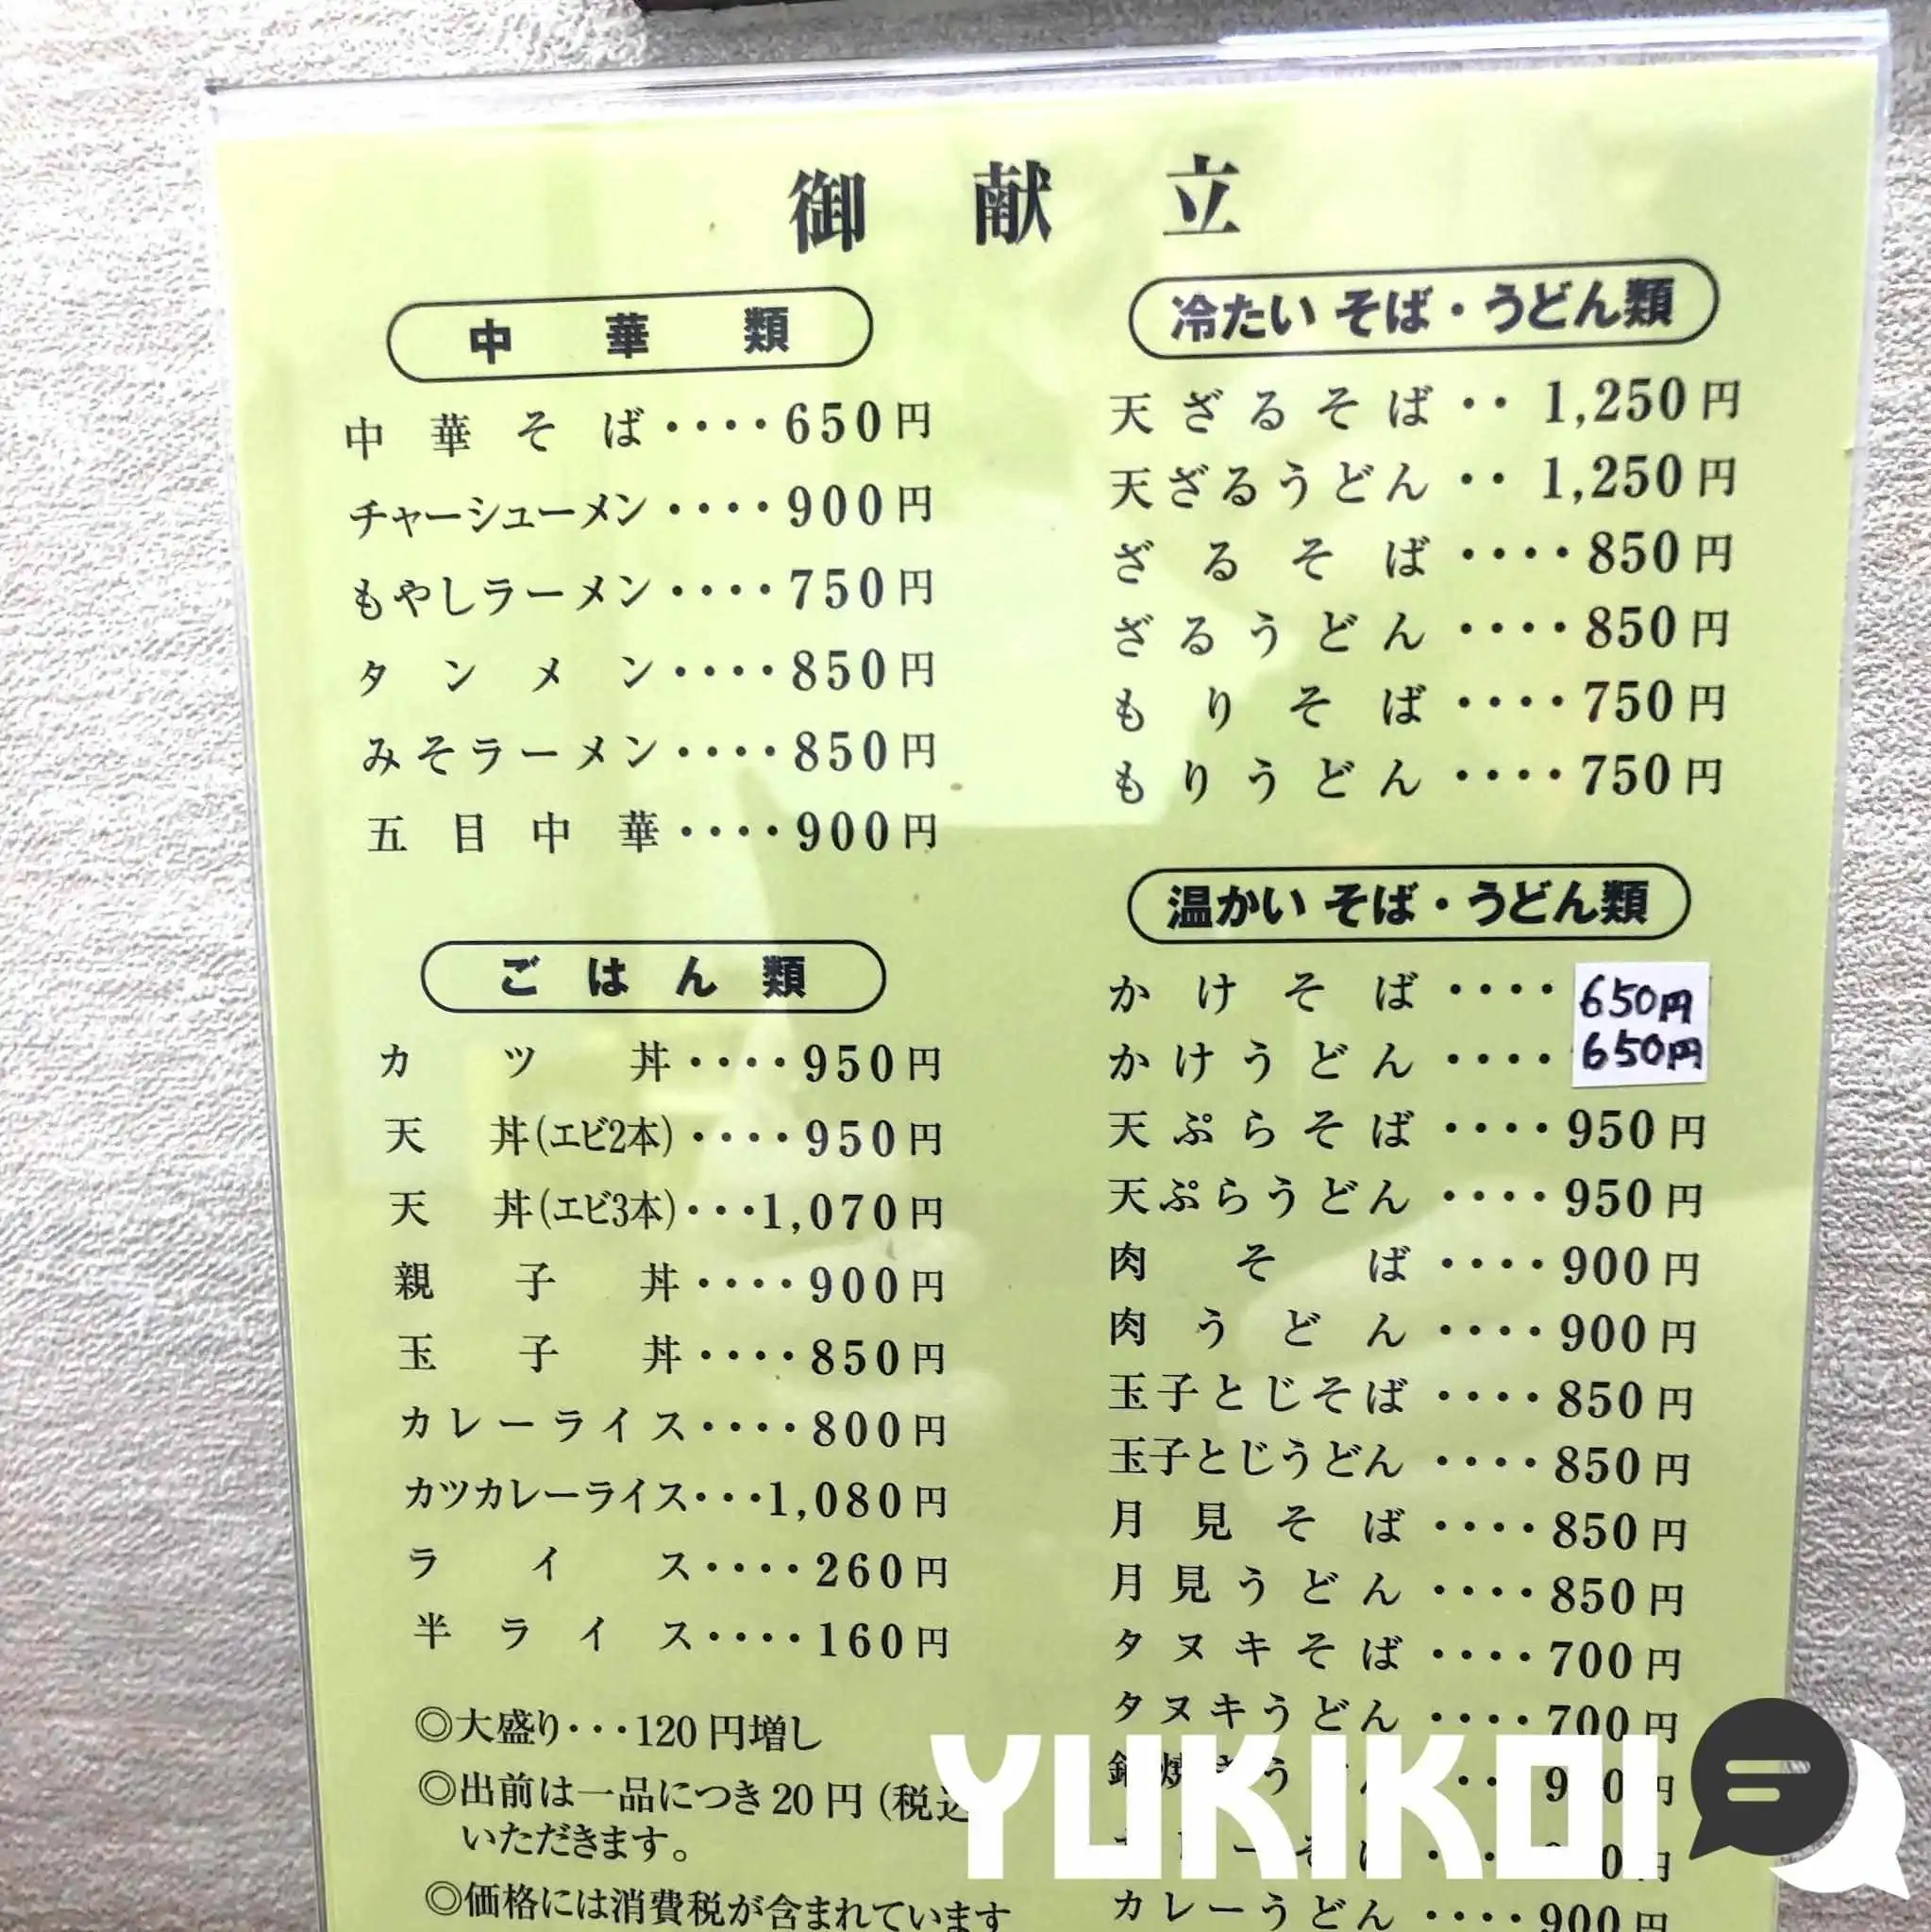 御献立
中華類
中華そば････650円
チャーシューメン････900円
もやしラーメン････750円
タンメン････850円
みそラーメン････850円
五目中華････900円
ごはん類
カツ丼････950円
天丼(エビ2本)････950円
天丼(エビ3本)･･･1,070円
親子丼････900円
玉子丼････850円
カレーライス････800円
カツカレーライス･･･1,080円
ライス････260円
半ライス････160円
◎大盛り･･･120円増し
◎出前は一品につき20円(税込
いただきます。
◎価格には消費税が含まれています
冷たい そば・うどん類
天ざるそば･･1,250円
天ざるうどん･･1,250円
ざるそば････850円
ざるうどん････850円
もりそば････750円
もりうどん････750円
温かい そば・うどん類
かけそば････650円
かけうどん････650円
天ぷらそば････950円
天ぷらうどん････950円
肉そば････900円
肉うどん････900円
玉子とじそば････850円
玉子とじうどん････850円
月見そば････850円
月見うどん････850円
タヌキそば････700円
タヌキうどん････700円
カレーうどん････900円
YUKIKOI